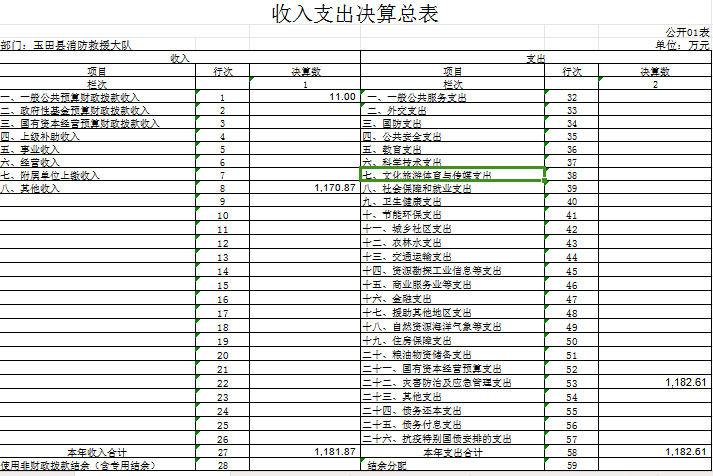 收入支出决算总表
公开01表
部门：玉田县消防救援大队 单位：万元
收入 支出
项目 行次 决算数 项目 行次 决算数
栏次 1 栏次 2
一、一般公共预算财政拨款收入 1 11.00 一、一般公共服务支出 32
二、政府性基金预算财政拨款收入 2 二、外交支出 33
三、国有资本经营预算财政拨款收入 3 三、国防支出 34
四、上级补助收入 4 四、公共安全支出 35
五、事业收入 5 五、教育支出 36
六、经营收入 6 六、科学技术支出 37
七、附属单位上缴收入 7 七、文化旅游体育与传媒支出 38
八、其他收入 8 1,170.87 八、社会保障和就业支出 39
9 九、卫生健康支出 40
10 十、节能环保支出 41
11 十一、城乡社区支出 42
12 十二、农林水支出 43
13 十三、交通运输支出 44
14 十四、资源勘探工业信息等支出 45
15 十五、商业服务业等支出 46
16 十六、金融支出 47
17 十七、援助其他地区支出 48
18 十八、自然资源海洋气象等支出 49
19 十九、住房保障支出 50
20 二十、粮油物资储备支出 51
21 二十一、国有资本经营预算支出 52
22 二十二、灾害防治及应急管理支出 53 1,182.61
23 二十三、其他支出 54
24 二十四、债务还本支出 55
25 二十五、债务付息支出 56
26 二十六、抗疫特别国债安排的支出 57
本年收入合计 27 1,181.87 本年支出合计 58 1,182.61
使用非财政拨款结余（含专用结余） 28 结余分配 59